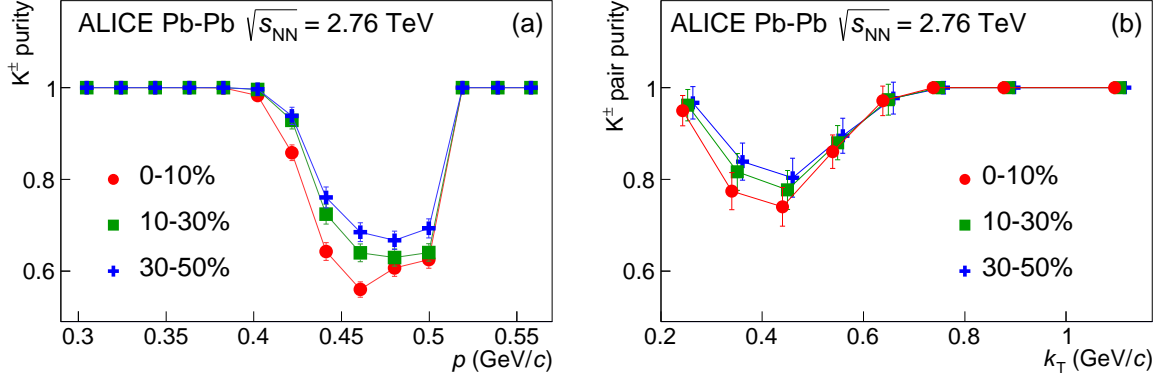 ALICE Pb-Pb √s_NN = 2.76 TeV (a)
K± purity
1
0.8
0.6
0-10%
10-30%
30-50%
0.3 0.35 0.4 0.45 0.5 0.55
p (GeV/c)
ALICE Pb-Pb √s_NN = 2.76 TeV (b)
K± pair purity
1
0.8
0.6
0-10%
10-30%
30-50%
0.2 0.4 0.6 0.8 1
k_T (GeV/c)